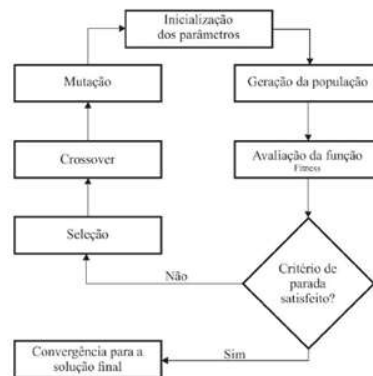 Inicialização
dos parâmetros
Mutação
Geração da população
Crossover
Avaliação da função
Fitness
Seleção
Critério de
parada
satisfeito?
Não
Sim
Convergência para a
solução final